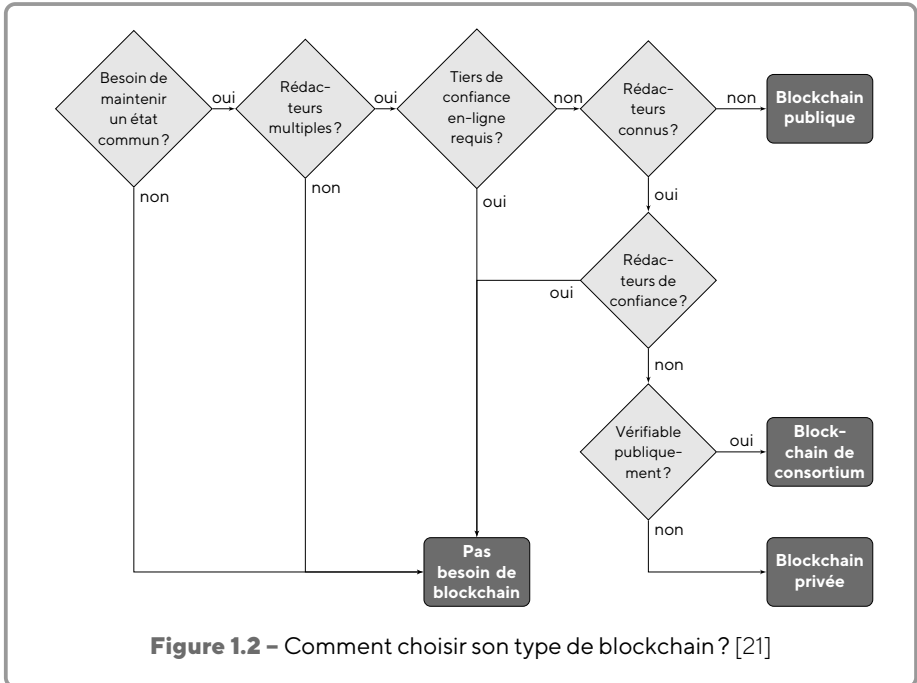 Besoin de
maintenir
un état
commun ?
oui
non
Rédac-
teurs
multiples ?
oui
non
Tiers de
confiance
en-ligne
requis ?
non
oui
Rédac-
teurs
connus ?
non
oui
Blockchain
publique
Rédac-
teurs de
confiance ?
oui
non
Vérifiable
publique-
ment ?
oui
non
Block-
chain de
consortium
Pas
besoin de
blockchain
Blockchain
privée
Figure 1.2 – Comment choisir son type de blockchain ? [21]